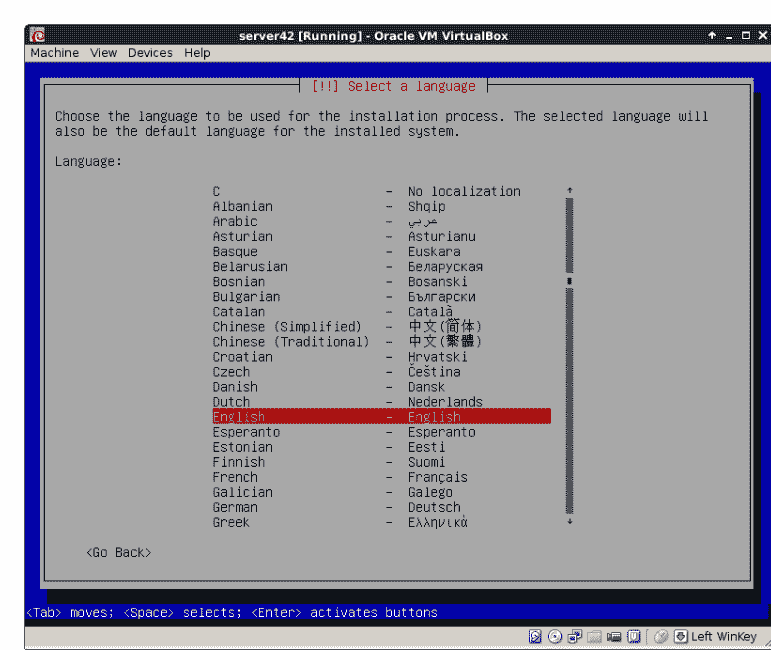 server42 [Running] - Oracle VM VirtualBox
Machine View Devices Help
[!!] Select a language
Choose the language to be used for the installation process. The selected language will
also be the default language for the installed system.
Language:
C - No localization
Albanian - Shqip
Arabic - عربي
Asturian - Asturianu
Basque - Euskara
Belarusian - Беларуская
Bosnian - Bosanski
Bulgarian - Български
Catalan - Català
Chinese (Simplified) - 中文(简体)
Chinese (Traditional) - 中文(繁體)
Croatian - Hrvatski
Czech - Čeština
Danish - Dansk
Dutch - Nederlands
English - English
Esperanto - Esperanto
Estonian - Eesti
Finnish - Suomi
French - Français
Galician - Galego
German - Deutsch
Greek - Ελληνικά
<Go Back>
<Tab> moves; <Space> selects; <Enter> activates buttons
Left WinKey